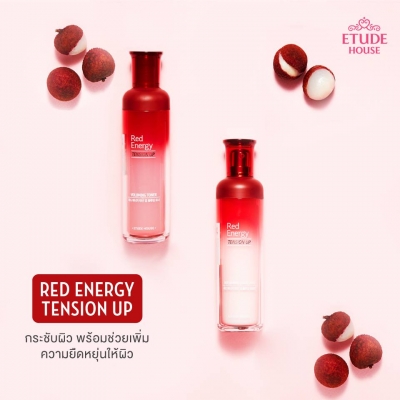 ETUDE
HOUSE
Red
Energy
TENSION UP
Red
Energy
TENSION UP
RED ENERGY
TENSION UP
กระชับผิว พร้อมช่วยเพิ่ม
ความยืดหยุ่นให้ผิว